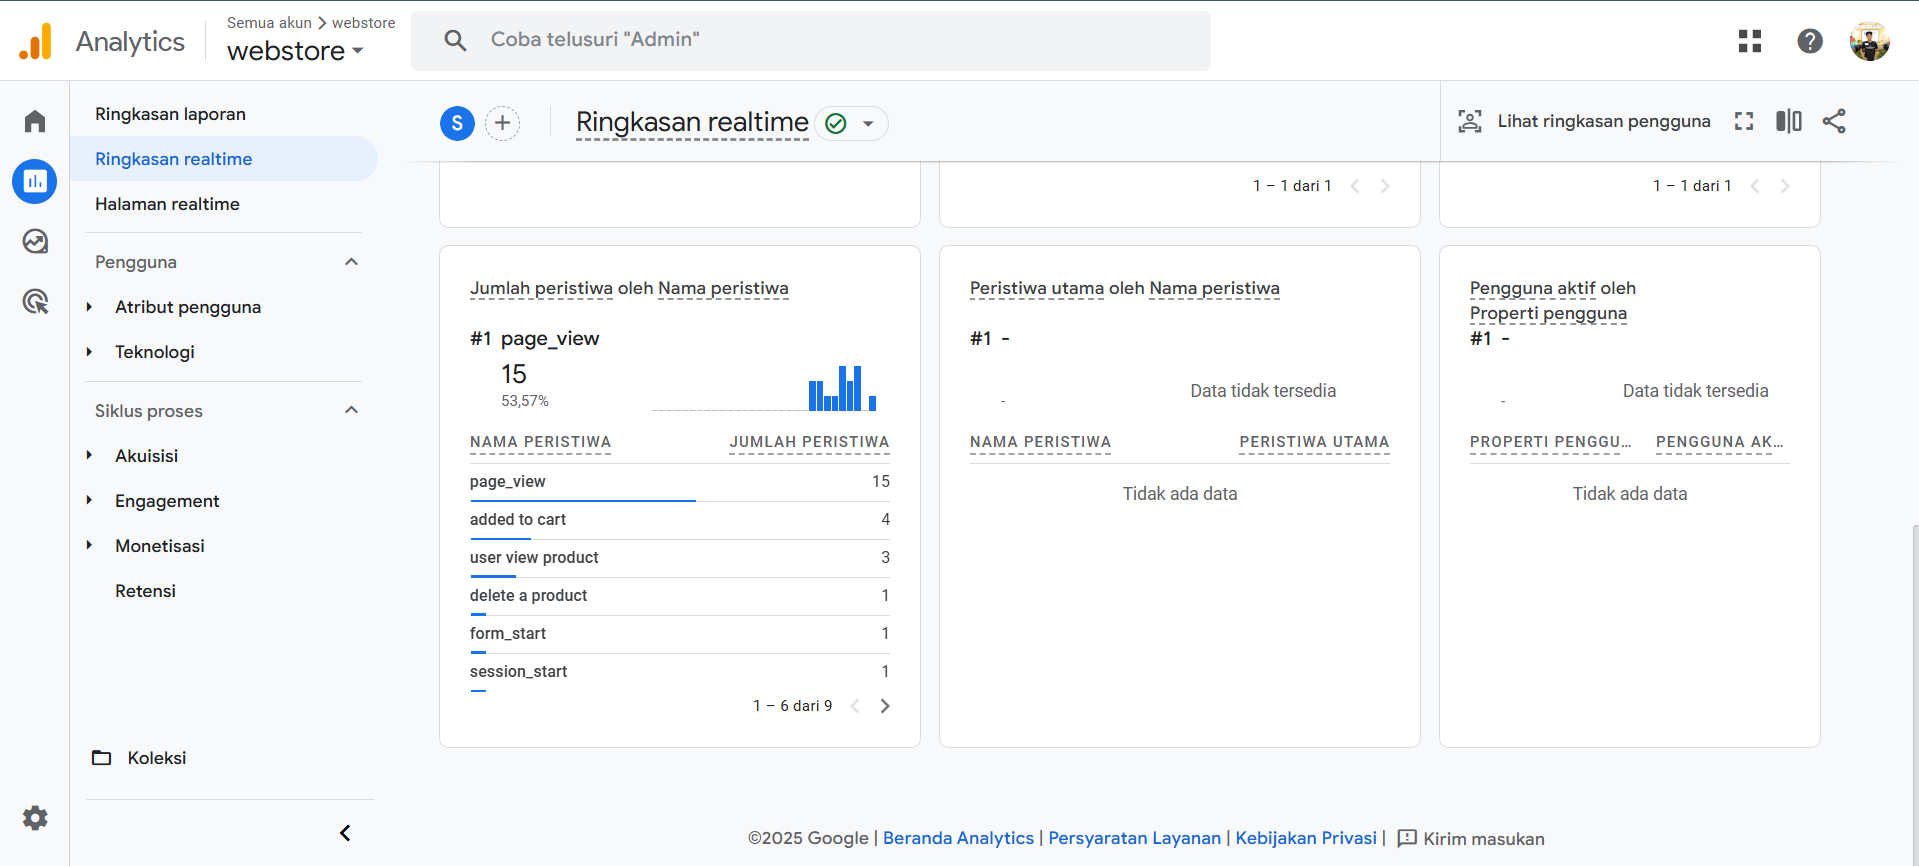 Analytics
Semua akun > webstore
webstore
Coba telusuri "Admin"
Ringkasan laporan
Ringkasan realtime
Halaman realtime
Pengguna
Atribut pengguna
Teknologi
Siklus proses
Akuisisi
Engagement
Monetisasi
Retensi
Koleksi
S
Ringkasan realtime
Lihat ringkasan pengguna
1 – 1 dari 1
1 – 1 dari 1
Jumlah peristiwa oleh Nama peristiwa
#1 page_view
15
53,57%
NAMA PERISTIWA JUMLAH PERISTIWA
page_view 15
added to cart 4
user view product 3
delete a product 1
form_start 1
session_start 1
1 – 6 dari 9
Peristiwa utama oleh Nama peristiwa
#1 -
-
Data tidak tersedia
NAMA PERISTIWA PERISTIWA UTAMA
Tidak ada data
Pengguna aktif oleh
Properti pengguna
#1 -
-
Data tidak tersedia
PROPERTI PENGGU... PENGGUNA AK...
Tidak ada data
©2025 Google | Beranda Analytics | Persyaratan Layanan | Kebijakan Privasi | Kirim masukan